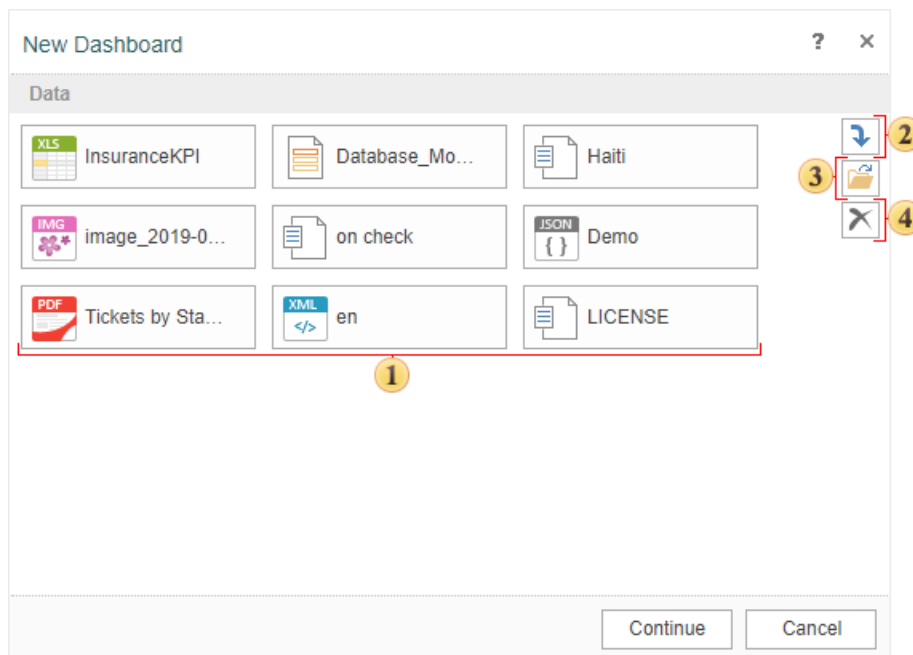 New Dashboard ? ×
Data
XLS InsuranceKPI
Database_Mo...
Haiti
2
3
IMG image_2019-0...
on check
JSON { } Demo
4
PDF Tickets by Sta...
XML </> en
LICENSE
1
Continue Cancel